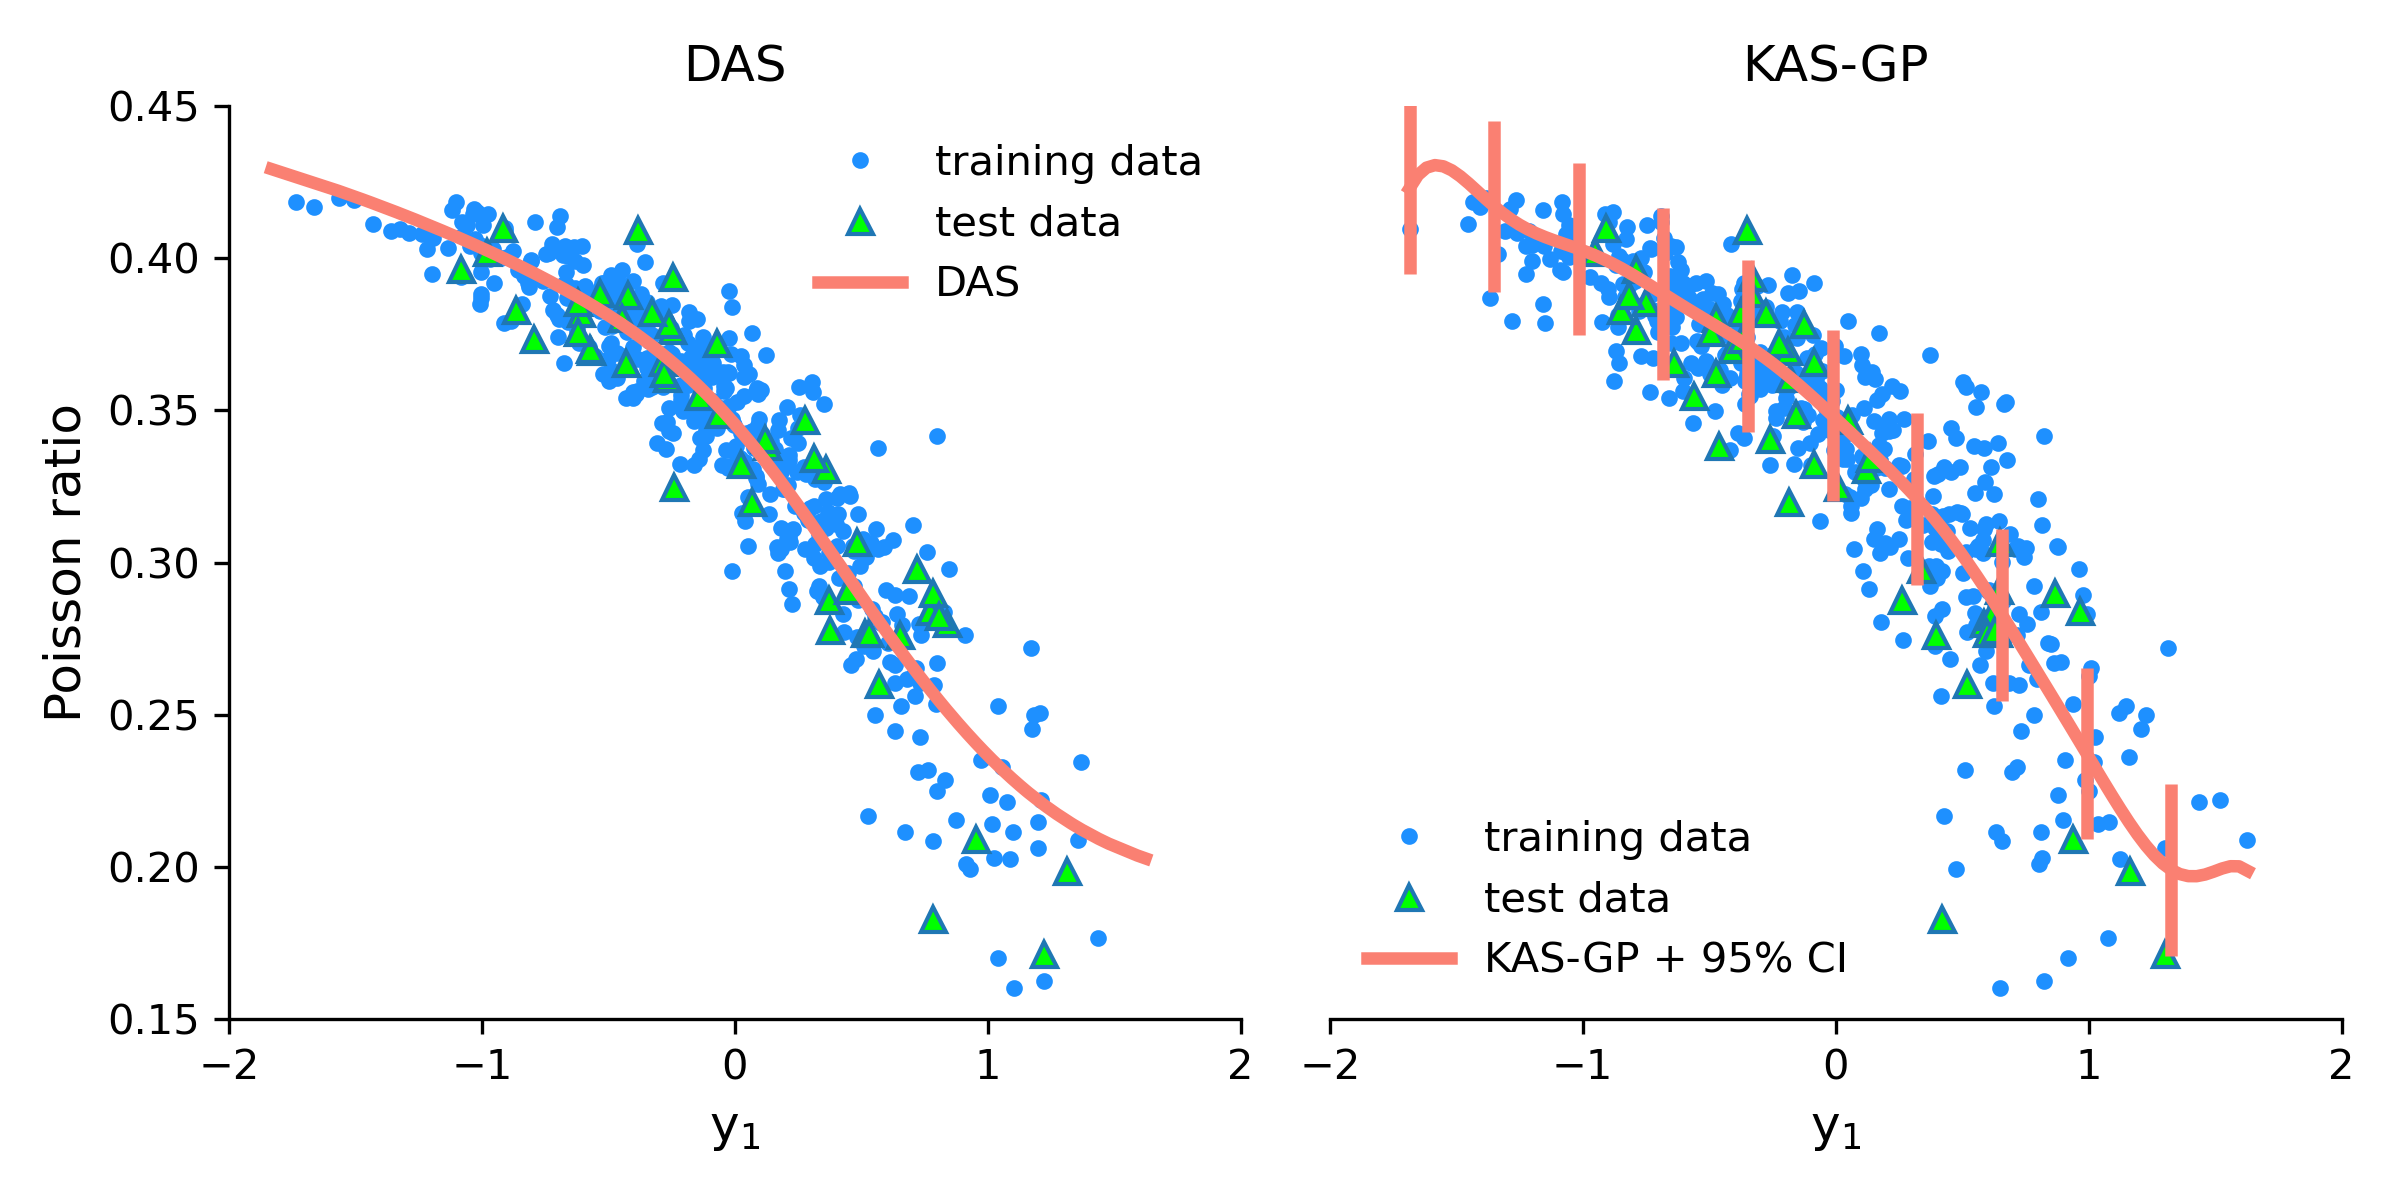 DAS
0.45
0.40
0.35
0.30
0.25
0.20
0.15
Poisson ratio
training data
test data
DAS
−2
−1
0
1
2
y₁
KAS-GP
training data
test data
KAS-GP + 95% CI
−2
−1
0
1
2
y₁